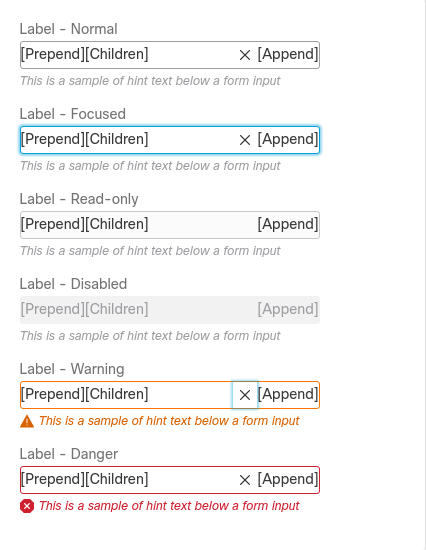 Label - Normal
[Prepend][Children] [Append]
This is a sample of hint text below a form input
Label - Focused
[Prepend][Children] [Append]
This is a sample of hint text below a form input
Label - Read-only
[Prepend][Children] [Append]
This is a sample of hint text below a form input
Label - Disabled
[Prepend][Children] [Append]
This is a sample of hint text below a form input
Label - Warning
[Prepend][Children] [Append]
This is a sample of hint text below a form input
Label - Danger
[Prepend][Children] [Append]
This is a sample of hint text below a form input